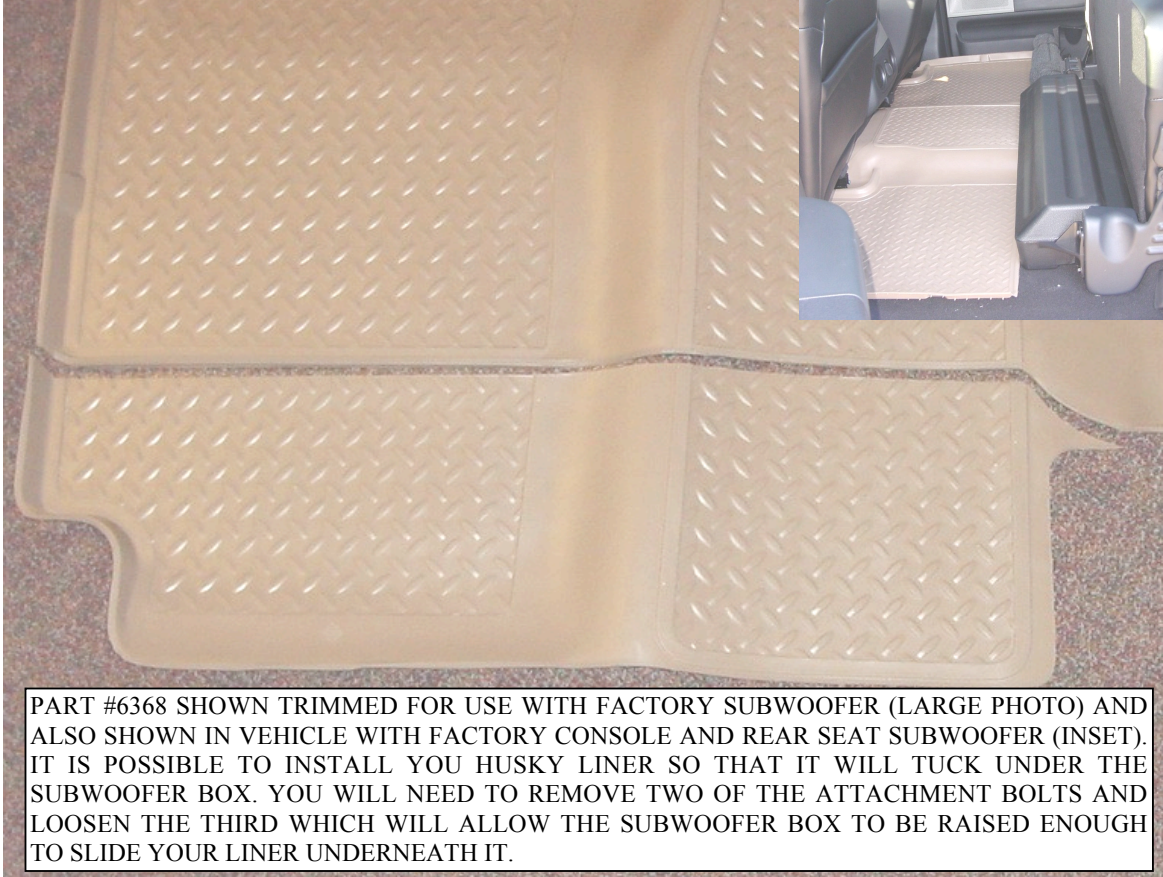 PART #6368 SHOWN TRIMMED FOR USE WITH FACTORY SUBWOOFER (LARGE PHOTO) AND
ALSO SHOWN IN VEHICLE WITH FACTORY CONSOLE AND REAR SEAT SUBWOOFER (INSET).
IT IS POSSIBLE TO INSTALL YOU HUSKY LINER SO THAT IT WILL TUCK UNDER THE
SUBWOOFER BOX. YOU WILL NEED TO REMOVE TWO OF THE ATTACHMENT BOLTS AND
LOOSEN THE THIRD WHICH WILL ALLOW THE SUBWOOFER BOX TO BE RAISED ENOUGH
TO SLIDE YOUR LINER UNDERNEATH IT.